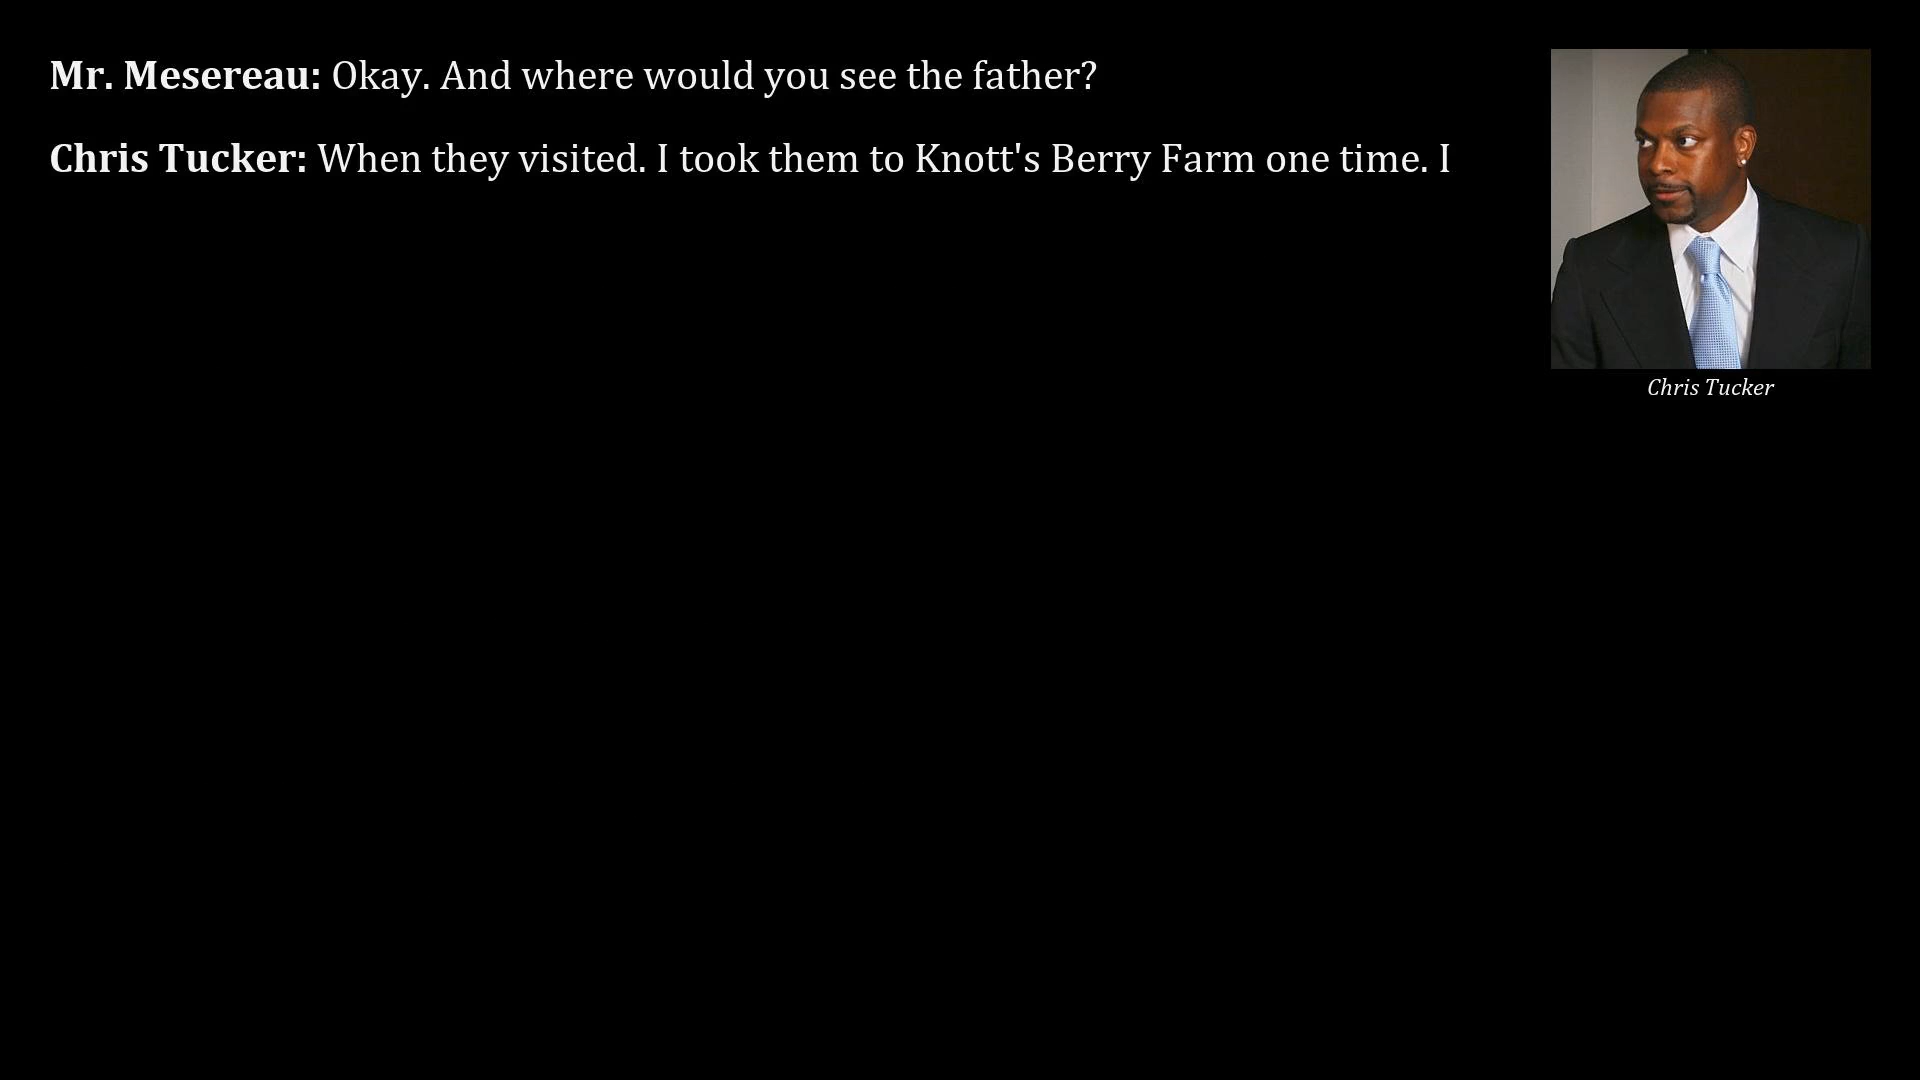 Mr. Mesereau: Okay. And where would you see the father?
Chris Tucker: When they visited. I took them to Knott's Berry Farm one time. I
Chris Tucker